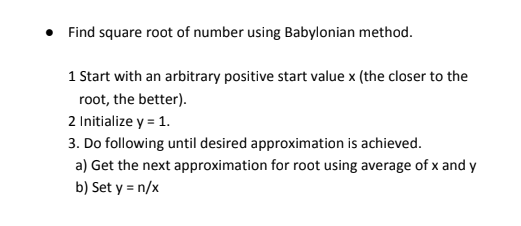 ● Find square root of number using Babylonian method.
1 Start with an arbitrary positive start value x (the closer to the
root, the better).
2 Initialize y = 1.
3. Do following until desired approximation is achieved.
a) Get the next approximation for root using average of x and y
b) Set y = n/x